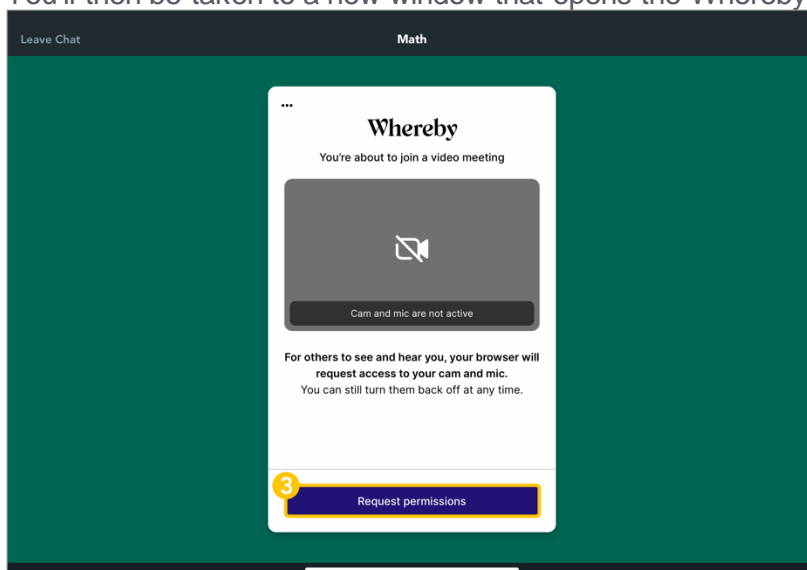 You'll then be taken to a new window that opens the Whereby
Leave Chat
Math
Whereby
You're about to join a video meeting
Cam and mic are not active
For others to see and hear you, your browser will
request access to your cam and mic.
You can still turn them back off at any time.
3
Request permissions